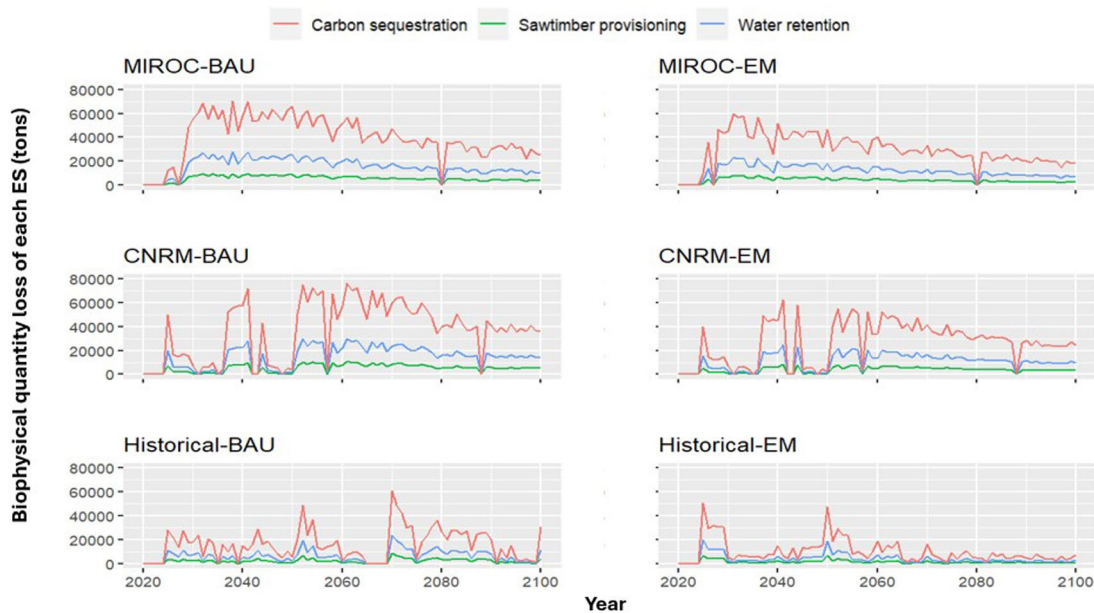 Carbon sequestration Sawtimber provisioning Water retention
MIROC-BAU MIROC-EM
80000
60000
40000
20000
0
CNRM-BAU CNRM-EM
80000
60000
40000
20000
0
Historical-BAU Historical-EM
80000
60000
40000
20000
0
2020 2040 2060 2080 2100 2020 2040 2060 2080 2100
Year
Biophysical quantity loss of each ES (tons)